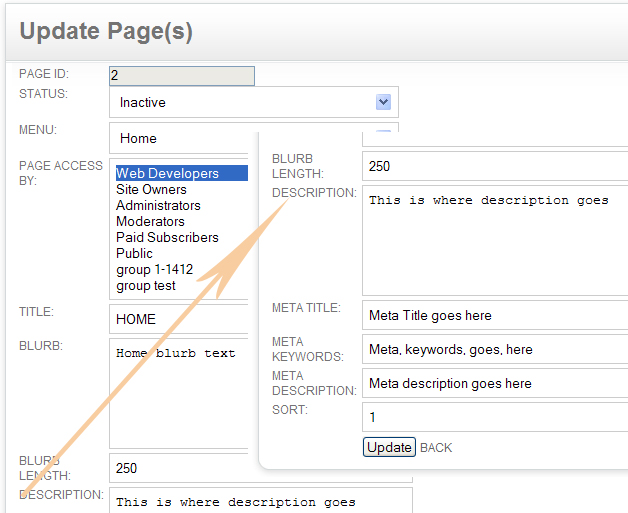 Update Page(s)
PAGE ID: 2
STATUS: Inactive
MENU: Home
PAGE ACCESS BY:
Web Developers
Site Owners
Administrators
Moderators
Paid Subscribers
Public
group 1-1412
group test
TITLE: HOME
BLURB: Home blurb text
BLURB LENGTH: 250
DESCRIPTION: This is where description goes
BLURB LENGTH: 250
DESCRIPTION: This is where description goes
META TITLE: Meta Title goes here
META KEYWORDS: Meta, keywords, goes, here
META DESCRIPTION: Meta description goes here
SORT: 1
Update BACK